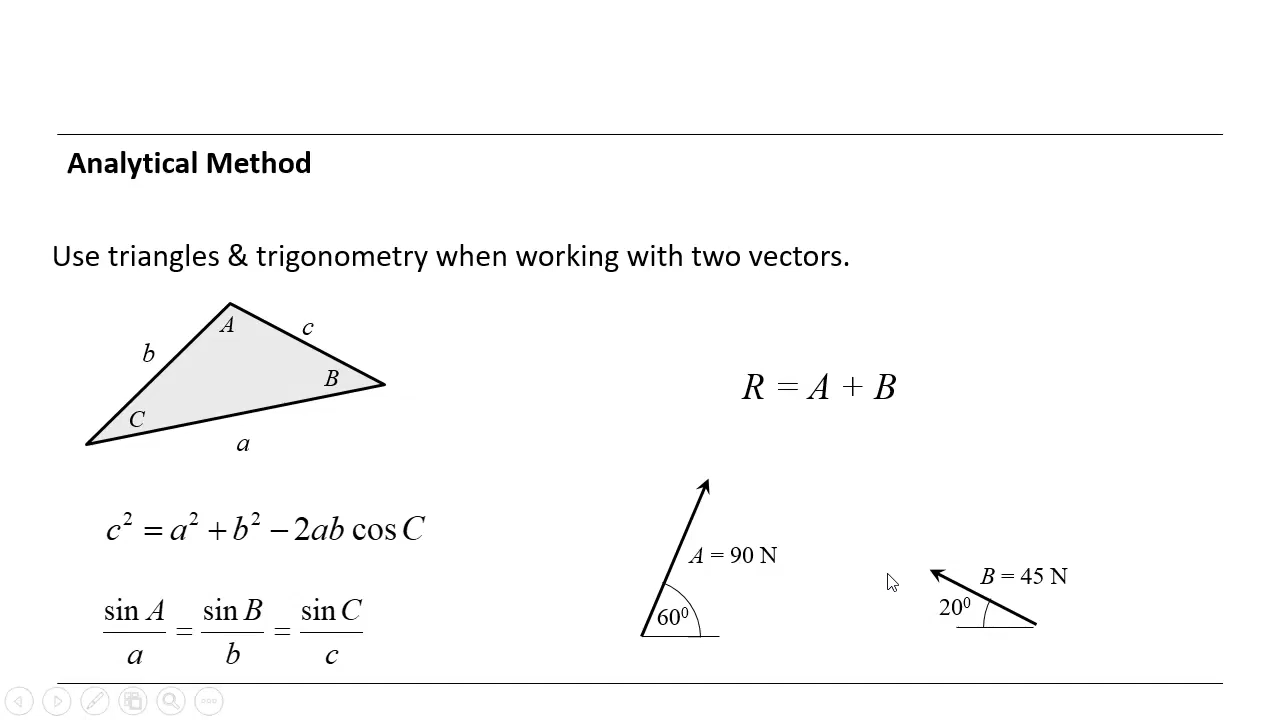 Analytical Method
Use triangles & trigonometry when working with two vectors.
A
c
b
B
C
a
R = A + B
c² = a² + b² − 2ab cos C
sin A / a = sin B / b = sin C / c
A = 90 N
60⁰
B = 45 N
20⁰